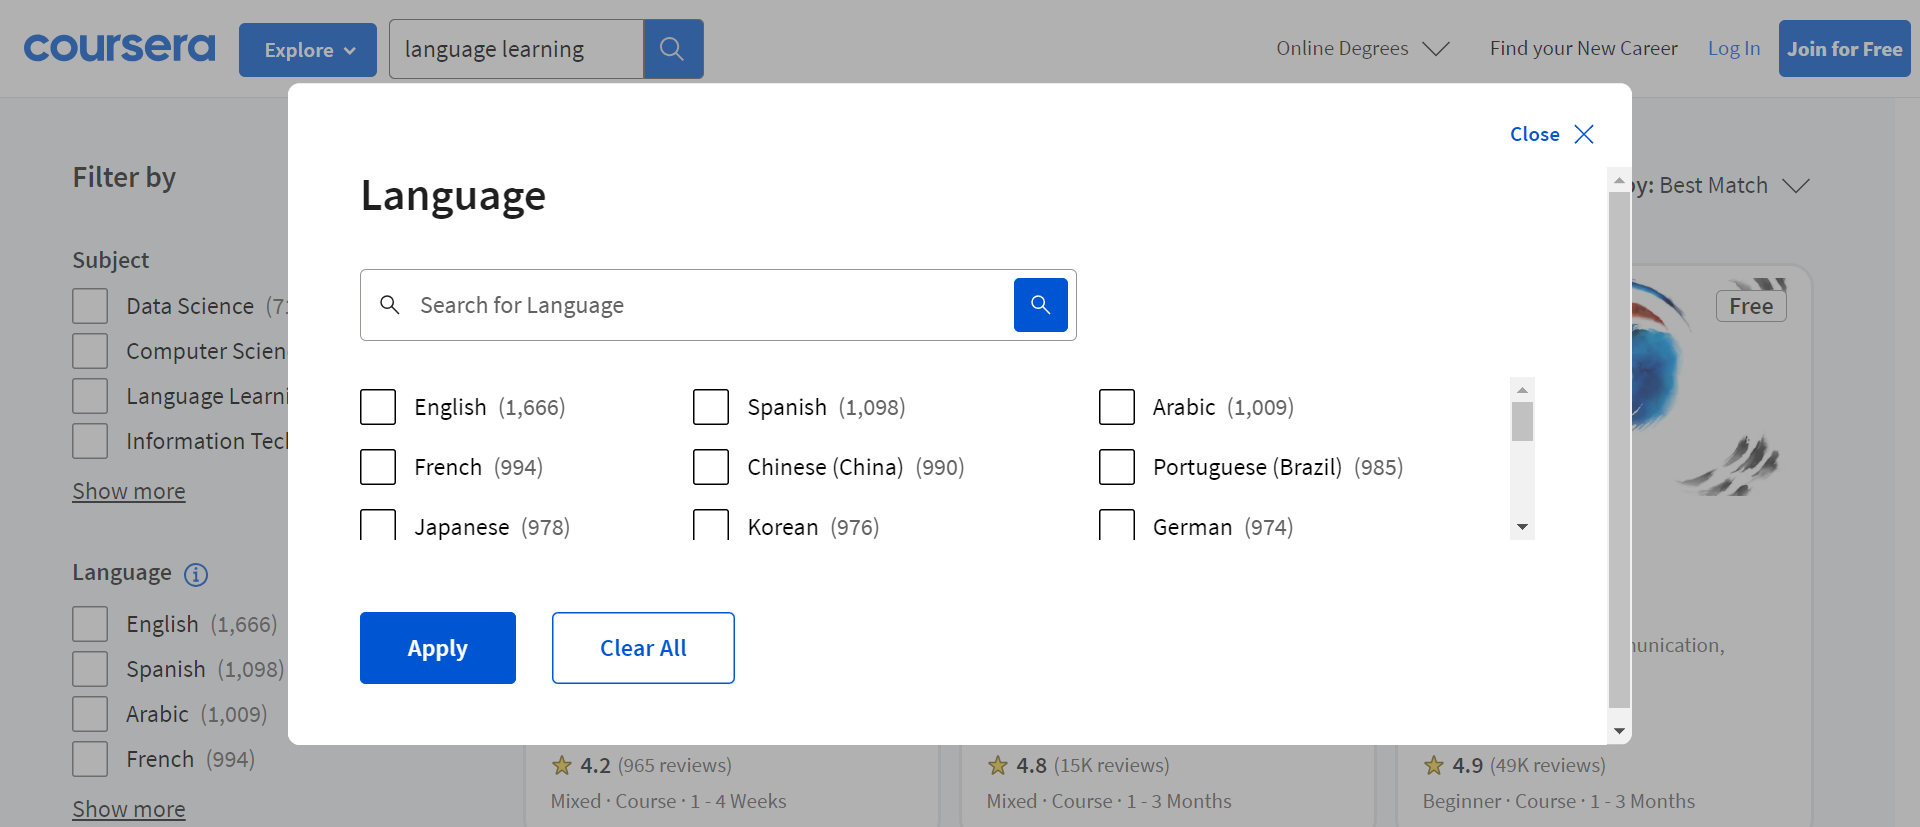 coursera
Explore
language learning
Online Degrees
Find your New Career
Log In
Join for Free
Close
Filter by
Language
by: Best Match
Search for Language
Subject
Data Science (71
Computer Scien
Language Learni
Information Tec
Show more
English (1,666)
Spanish (1,098)
Arabic (1,009)
French (994)
Chinese (China) (990)
Portuguese (Brazil) (985)
Japanese (978)
Korean (976)
German (974)
Free
Language
English (1,666)
Spanish (1,098)
Arabic (1,009)
French (994)
Show more
Apply
Clear All
unication,
4.2 (965 reviews)
Mixed · Course · 1 - 4 Weeks
4.8 (15K reviews)
Mixed · Course · 1 - 3 Months
4.9 (49K reviews)
Beginner · Course · 1 - 3 Months